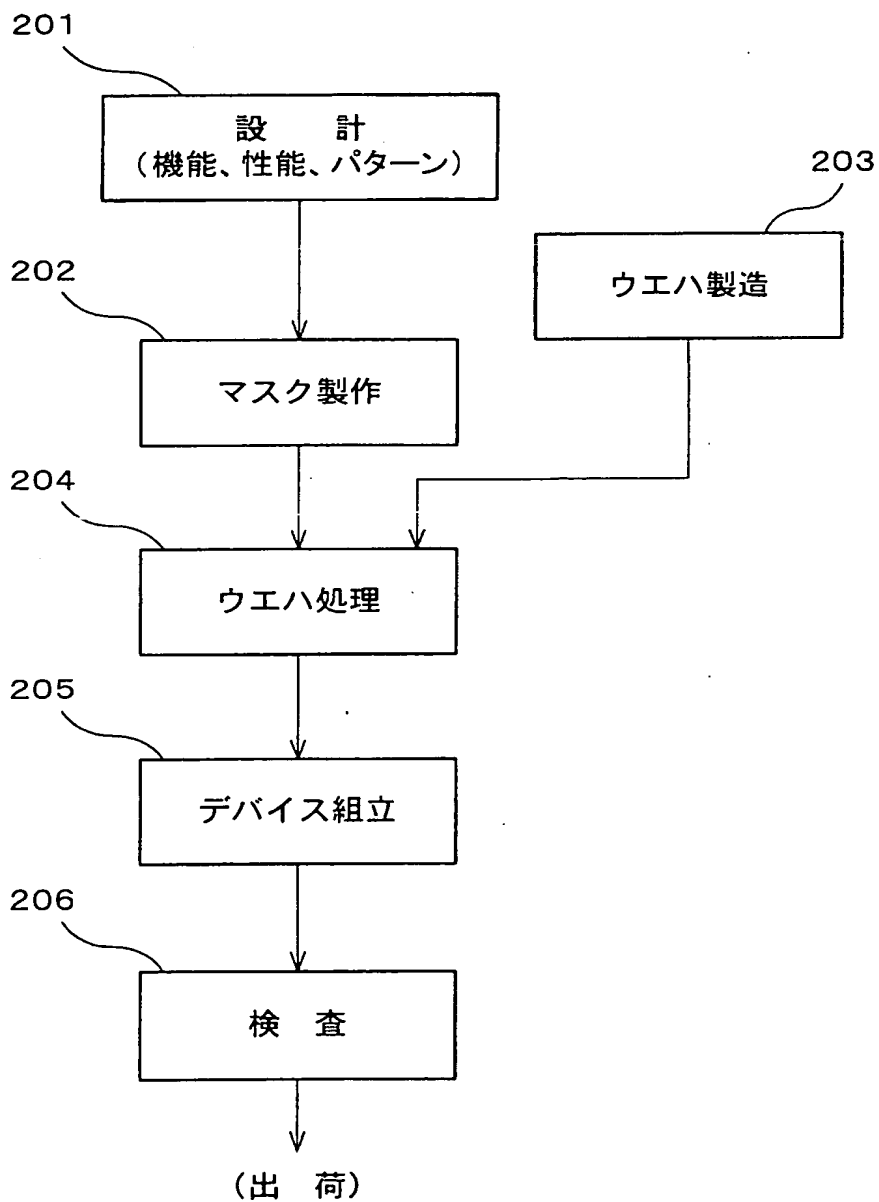 201
設　計
(機能、性能、パターン)
203
ウエハ製造
202
マスク製作
204
ウエハ処理
205
デバイス組立
206
検　査
(出　荷)